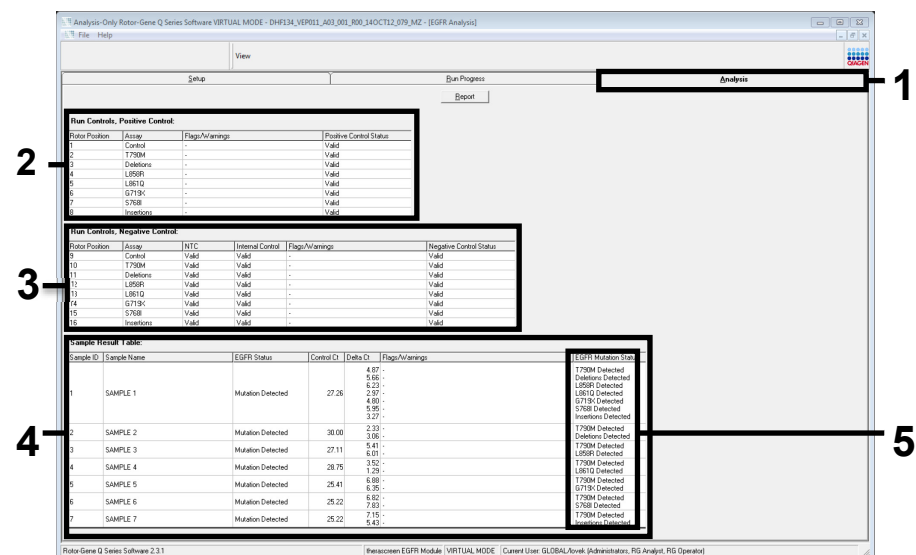 Analysis-Only Rotor-Gene Q Series Software VIRTUAL MODE - DHF134_VEP011_A03_001_R00_14OCT12_079_MZ - [EGFR Analysis]
File Help
View
QIAGEN
Setup Run Progress Analysis
1
Report
2
Run Controls, Positive Control:
Rotor Position Assay Flags/Warnings Positive Control Status
1 Control - Valid
2 T790M - Valid
3 Deletions - Valid
4 L858R - Valid
5 L861Q - Valid
6 G719X - Valid
7 S768I - Valid
8 Insertions - Valid
3
Run Controls, Negative Control:
Rotor Position Assay NTC Internal Control Flags/Warnings Negative Control Status
9 Control Valid Valid - Valid
10 T790M Valid Valid - Valid
11 Deletions Valid Valid - Valid
12 L858R Valid Valid - Valid
13 L861Q Valid Valid - Valid
14 G719X Valid Valid - Valid
15 S768I Valid Valid - Valid
16 Insertions Valid Valid - Valid
4
5
Sample Result Table:
Sample ID Sample Name EGFR Status Control Ct Delta Ct Flags/Warnings EGFR Mutation Statu
4.87 - T790M Detected
5.66 - Deletions Detected
6.23 - L858R Detected
1 SAMPLE 1 Mutation Detected 27.26 2.97 - L861Q Detected
4.80 - G719X Detected
5.95 - S768I Detected
3.27 - Insertions Detected
2 SAMPLE 2 Mutation Detected 30.00 2.33 - T790M Detected
3.06 - Deletions Detected
3 SAMPLE 3 Mutation Detected 27.11 5.41 - T790M Detected
6.01 - L858R Detected
4 SAMPLE 4 Mutation Detected 28.75 3.52 - T790M Detected
1.29 - L861Q Detected
5 SAMPLE 5 Mutation Detected 25.41 6.88 - T790M Detected
6.35 - G719X Detected
6 SAMPLE 6 Mutation Detected 25.22 6.82 - T790M Detected
7.83 - S768I Detected
7 SAMPLE 7 Mutation Detected 25.22 7.15 - T790M Detected
5.43 - Insertions Detected
Rotor-Gene Q Series Software 2.3.1 therascreen EGFR Module VIRTUAL MODE Current User: GLOBAL/lovek (Administrators, RG Analyst, RG Operator)